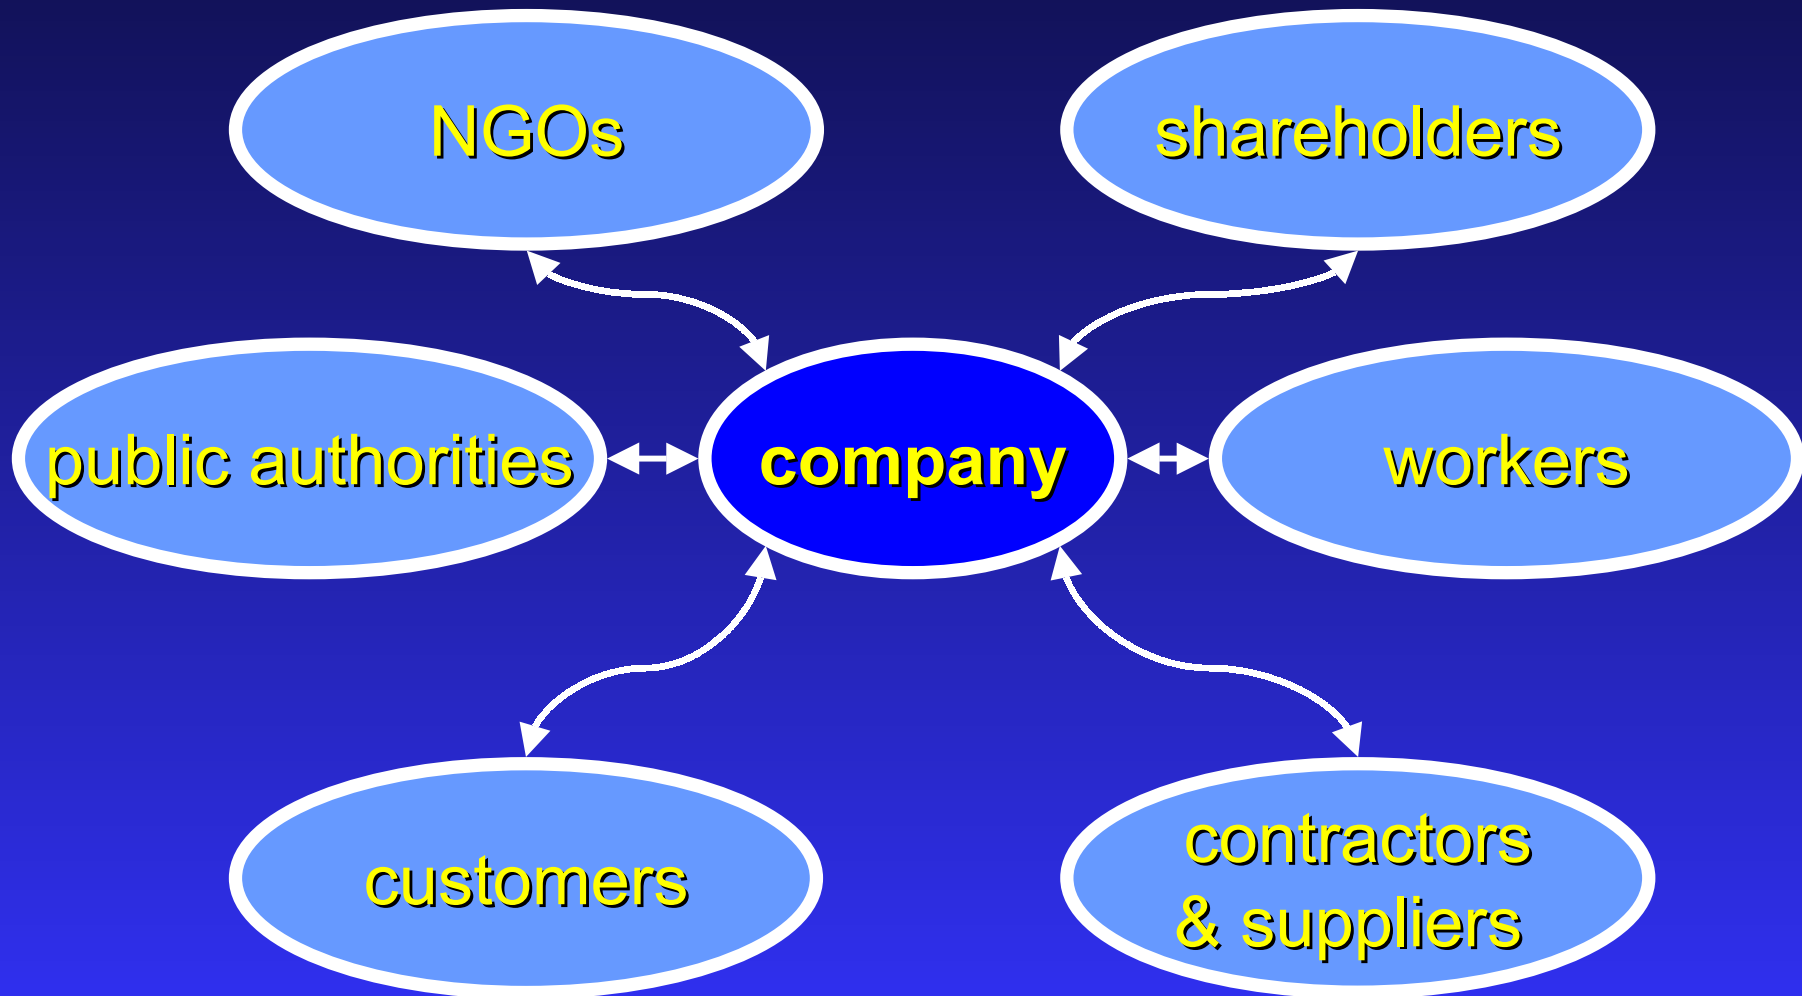 NGOs
shareholders
public authorities
company
workers
customers
contractors
& suppliers